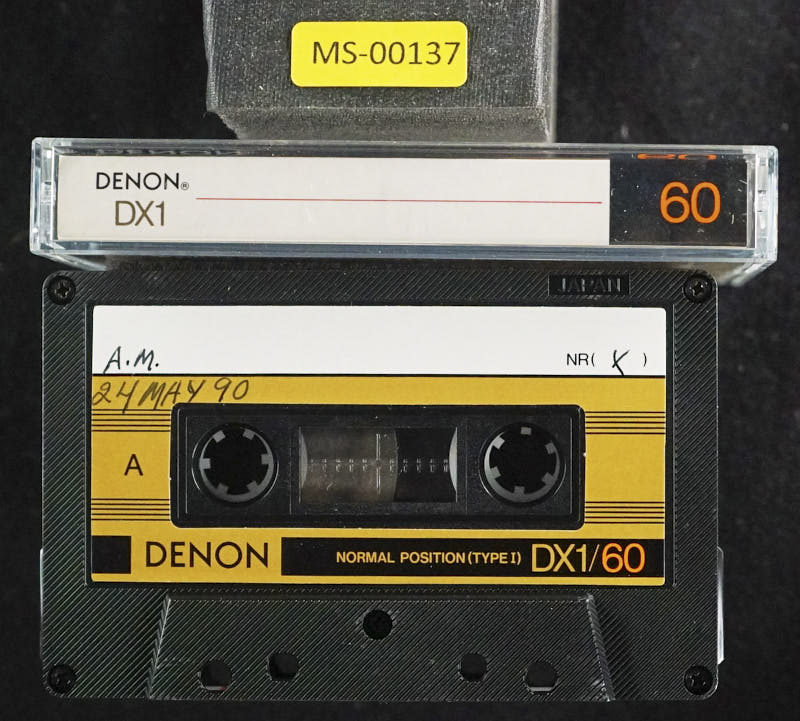 MS-00137
DENON®
DX1
60
JAPAN
A.M.
NR( X )
24 MAY 90
A
DENON
NORMAL POSITION (TYPE I) DX1/60